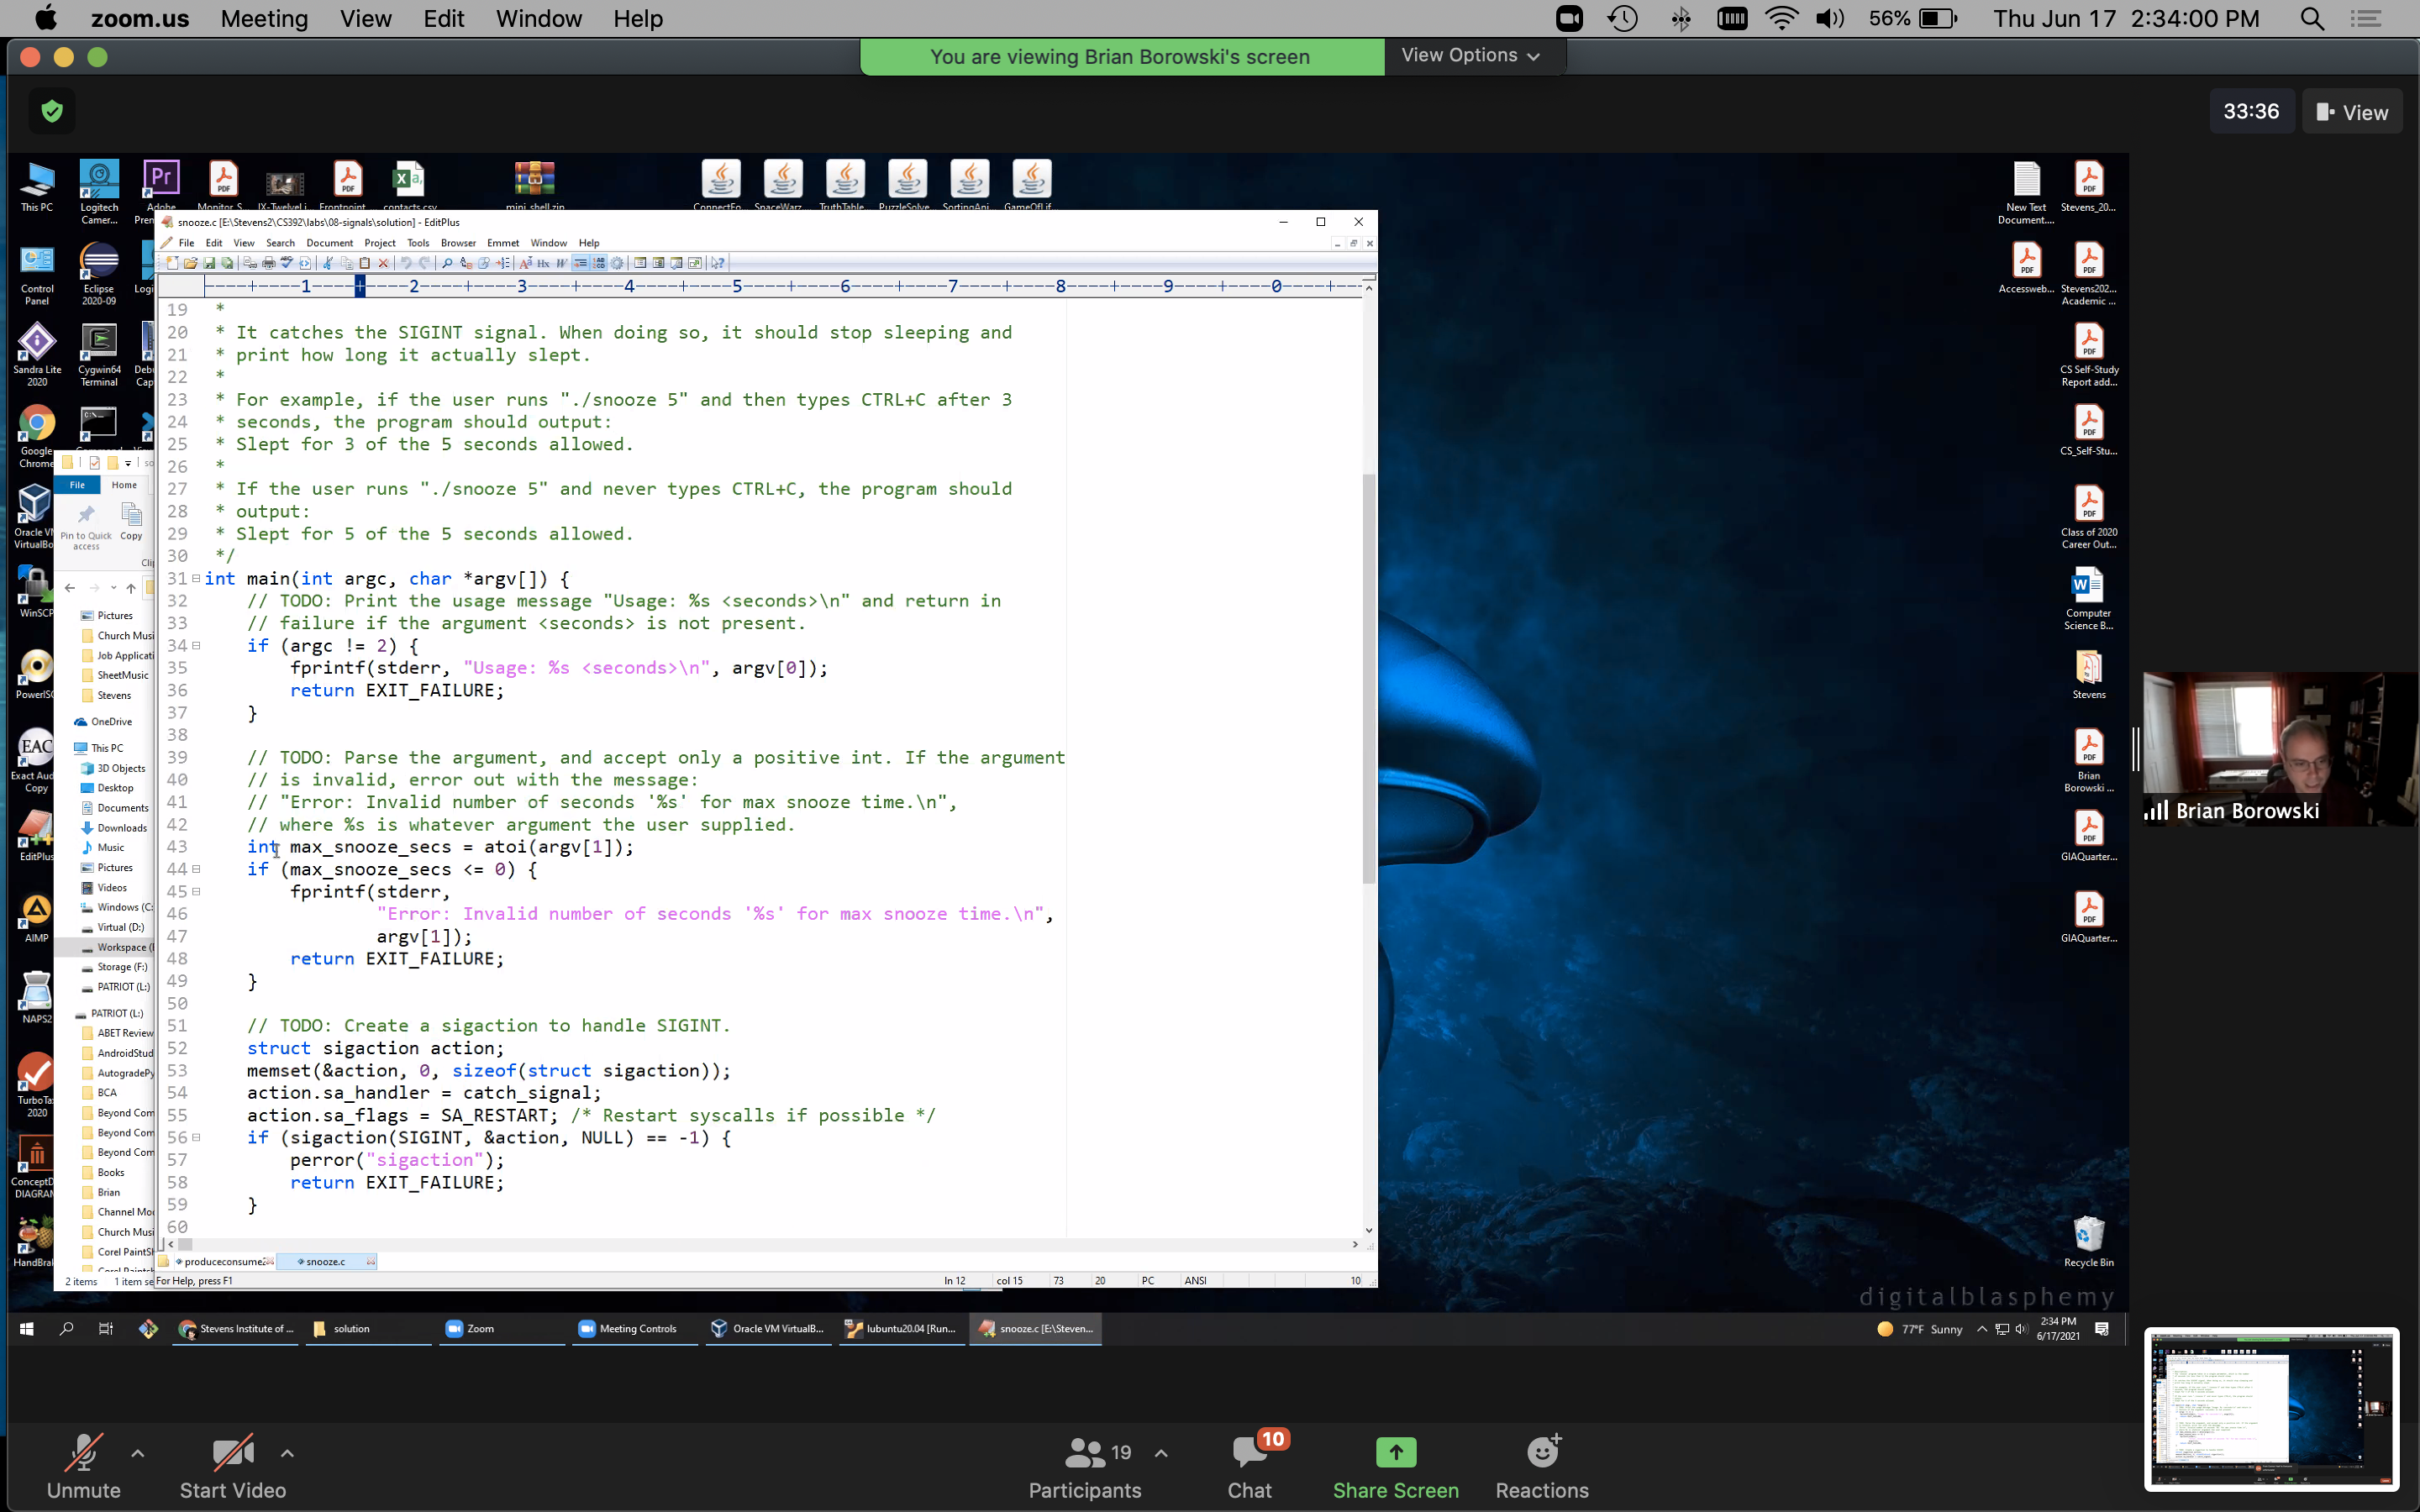 zoom.us Meeting View Edit Window Help 56% Thu Jun 17 2:34:00 PM
You are viewing Brian Borowski's screen View Options
33:36 View
This PC
Logitech Camer...
Adobe
Monitor_S...
Frontpoint...
contacts.csv
mini_shell.zip
ConnectFo...
SpaceWarz...
TruthTable...
PuzzleSolve...
SortingAni...
GameOfLif...
New Text Document....
Stevens_20...
snooze.c [E:\Stevens2\CS392\labs\08-signals\solution] - EditPlus
File Edit View Search Document Project Tools Browser Emmet Window Help
----+----1----+----2----+----3----+----4----+----5----+----6----+----7----+----8----+----9----+----0----+--
19 *
20 * It catches the SIGINT signal. When doing so, it should stop sleeping and
21 * print how long it actually slept.
22 *
23 * For example, if the user runs "./snooze 5" and then types CTRL+C after 3
24 * seconds, the program should output:
25 * Slept for 3 of the 5 seconds allowed.
26 *
27 * If the user runs "./snooze 5" and never types CTRL+C, the program should
28 * output:
29 * Slept for 5 of the 5 seconds allowed.
30 */
31 int main(int argc, char *argv[]) {
32 // TODO: Print the usage message "Usage: %s <seconds>\n" and return in
33 // failure if the argument <seconds> is not present.
34 if (argc != 2) {
35 fprintf(stderr, "Usage: %s <seconds>\n", argv[0]);
36 return EXIT_FAILURE;
37 }
38
39 // TODO: Parse the argument, and accept only a positive int. If the argument
40 // is invalid, error out with the message:
41 // "Error: Invalid number of seconds '%s' for max snooze time.\n",
42 // where %s is whatever argument the user supplied.
43 int max_snooze_secs = atoi(argv[1]);
44 if (max_snooze_secs <= 0) {
45 fprintf(stderr,
46 "Error: Invalid number of seconds '%s' for max snooze time.\n",
47 argv[1]);
48 return EXIT_FAILURE;
49 }
50
51 // TODO: Create a sigaction to handle SIGINT.
52 struct sigaction action;
53 memset(&action, 0, sizeof(struct sigaction));
54 action.sa_handler = catch_signal;
55 action.sa_flags = SA_RESTART; /* Restart syscalls if possible */
56 if (sigaction(SIGINT, &action, NULL) == -1) {
57 perror("sigaction");
58 return EXIT_FAILURE;
59 }
60
produceconsume
snooze.c
For Help, press F1 ln 12 col 15 73 20 PC ANSI 10
Control Panel
Eclipse 2020-09
Logi
Sandra Lite 2020
Cygwin64 Terminal
Google Chrome
Oracle VM VirtualBo
WinSCP
PowerISO
EAC
Exact Aud Copy
EditPlus
AIMP
NAPS2
TurboTa 2020
ConceptD DIAGRAM
HandBrak
File Home
Pin to Quick access
Copy
Pictures
Church Musi
Job Applicati
SheetMusic
Stevens
OneDrive
This PC
3D Objects
Desktop
Documents
Downloads
Music
Pictures
Videos
Windows (C:
Virtual (D:)
Workspace (E
Storage (F:)
PATRIOT (L:)
PATRIOT (L:)
ABET Review
AndroidStud
AutogradePy
BCA
Beyond Com
Beyond Com
Beyond Com
Books
Brian
Channel Mo
Church Musi
Corel PaintSh
2 items 1 item se
Accessweb...
Stevens202... Academic ...
CS Self-Study Report add...
CS_Self-Stu...
Class of 2020 Career Out...
Computer Science B...
Stevens
Brian Borowski ...
GIAQuarter...
GIAQuarter...
Recycle Bin
digitalblasphemy
Brian Borowski
Stevens Institute of ...
solution
Zoom
Meeting Controls
Oracle VM VirtualB...
lubuntu20.04 [Run...
snooze.c [E:\Steven...
77°F Sunny
2:34 PM
6/17/2021
Unmute
Start Video
19
Participants
10
Chat
Share Screen
Reactions